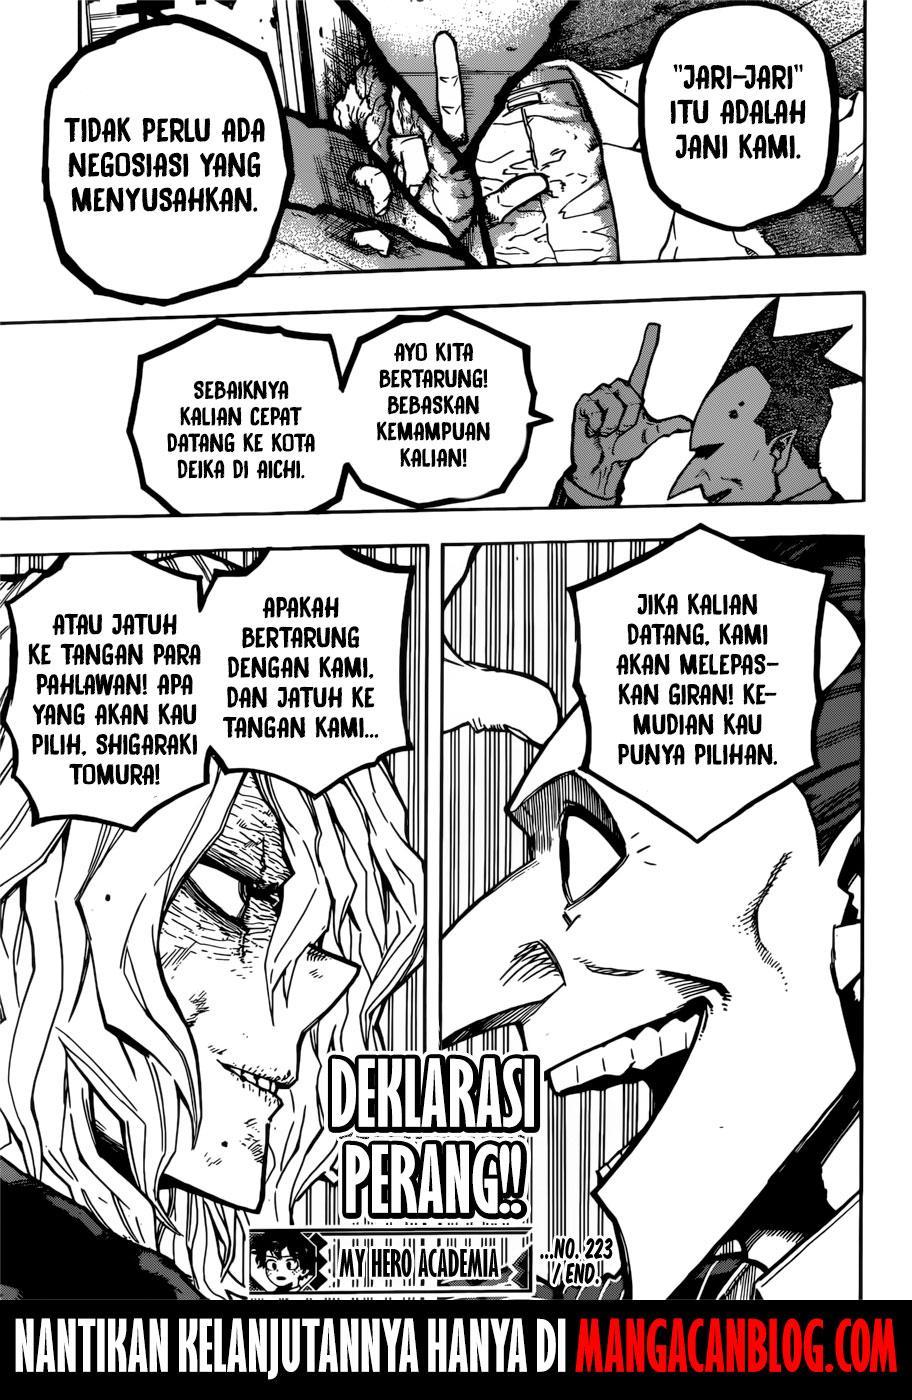 "JARI-JARI"
ITU ADALAH
JANI KAMI.
TIDAK PERLU ADA
NEGOSIASI YANG
MENYUSAHKAN.
AYO KITA
BERTARUNG!
BEBASKAN
KEMAMPUAN
KALIAN!
SEBAIKNYA
KALIAN CEPAT
DATANG KE KOTA
DEIKA DI AICHI.
JIKA KALIAN
DATANG, KAMI
AKAN MELEPAS-
KAN GIRAN! KE-
MUDIAN KAU
PUNYA PILIHAN.
APAKAH
BERTARUNG
DENGAN KAMI,
DAN JATUH KE
TANGAN KAMI...
ATAU JATUH
KE TANGAN PARA
PAHLAWAN! APA
YANG AKAN KAU
PILIH, SHIGARAKI
TOMURA!
DEKLARASI
PERANG!!
MY HERO ACADEMIA
...NO. 223
/ END.
NANTIKAN KELANJUTANNYA HANYA DI MANGACANBLOG.COM